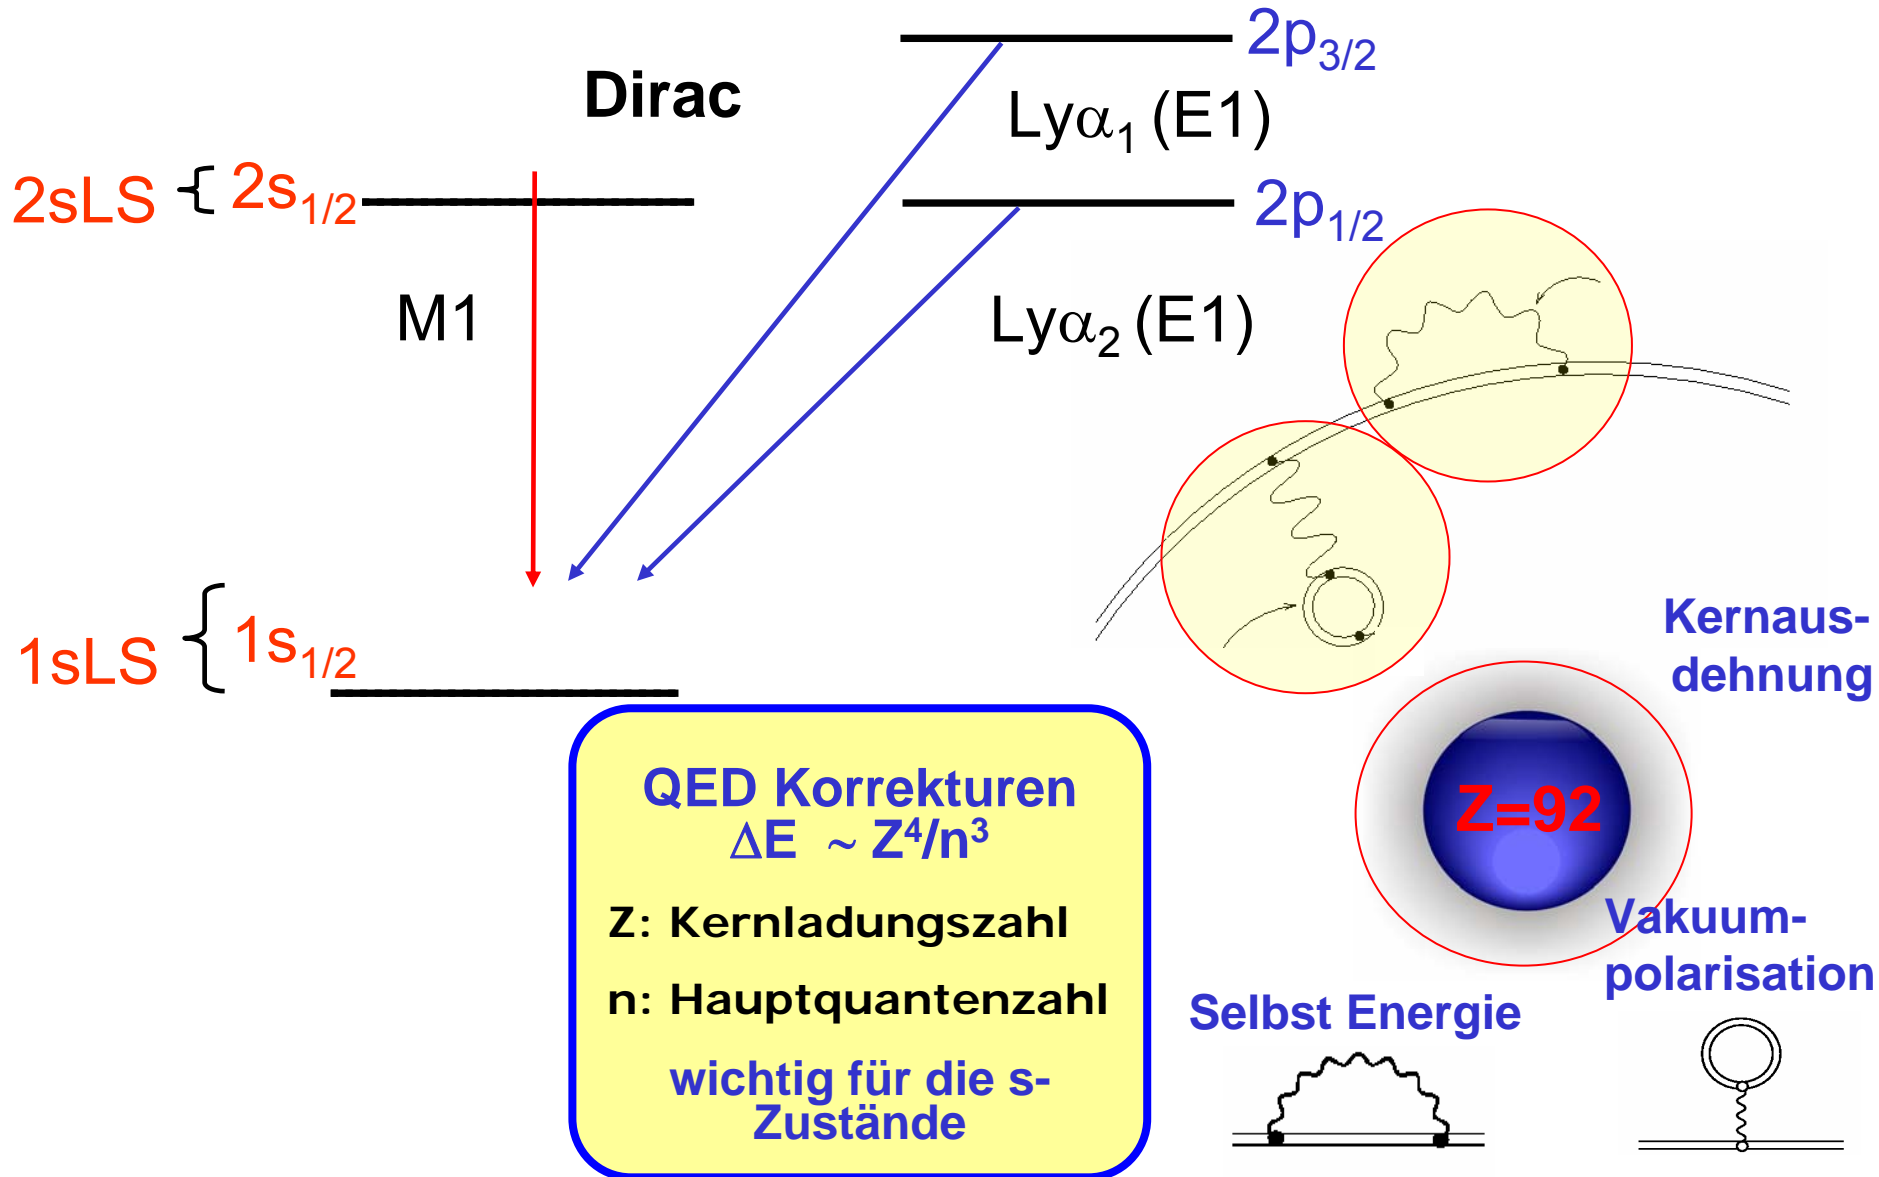 2p3/2
Dirac
Lyα1 (E1)
2sLS { 2s1/2
2p1/2
M1
Lyα2 (E1)
1sLS { 1s1/2
Kernaus-
dehnung
QED Korrekturen
ΔE ~ Z⁴/n³
Z: Kernladungszahl
n: Hauptquantenzahl
wichtig für die s-
Zustände
Z=92
Vakuum-
polarisation
Selbst Energie